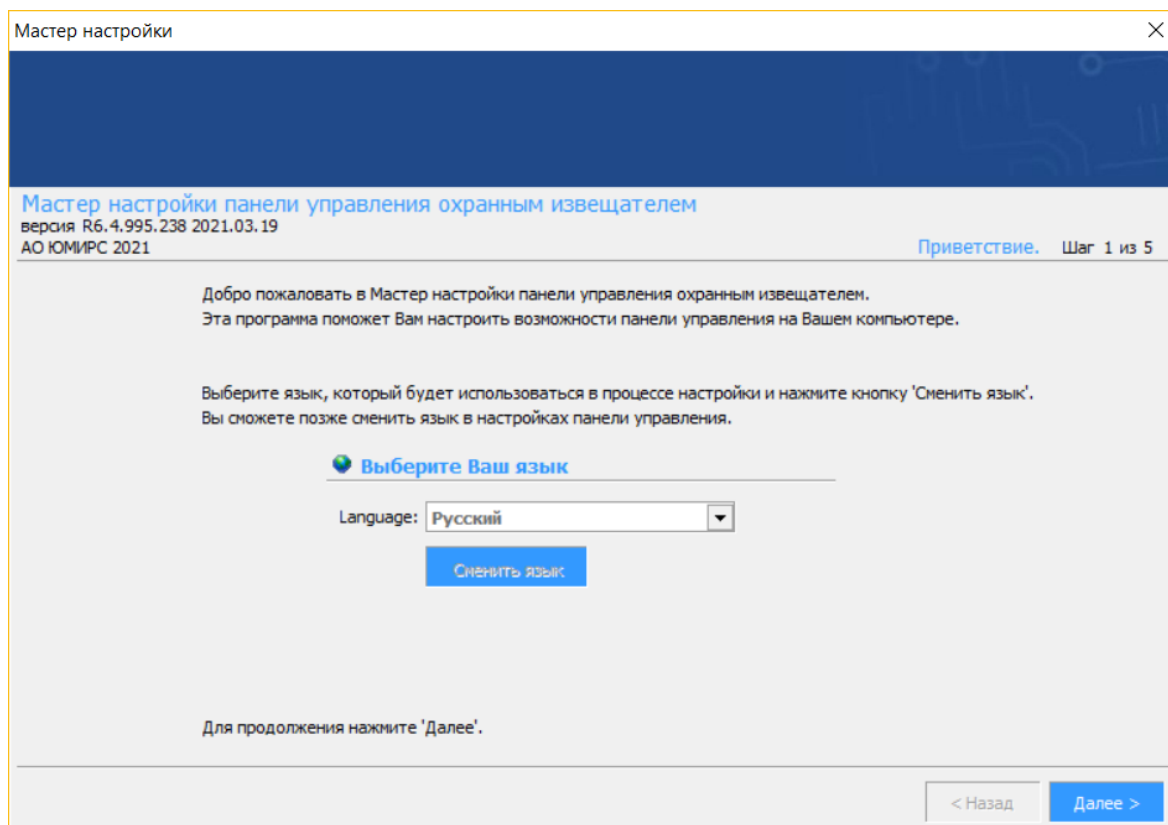 Мастер настройки
Мастер настройки панели управления охранным извещателем
версия R6.4.995.238 2021.03.19
АО ЮМИРС 2021
Приветствие. Шаг 1 из 5
Добро пожаловать в Мастер настройки панели управления охранным извещателем.
Эта программа поможет Вам настроить возможности панели управления на Вашем компьютере.
Выберите язык, который будет использоваться в процессе настройки и нажмите кнопку 'Сменить язык'.
Вы сможете позже сменить язык в настройках панели управления.
Выберите Ваш язык
Language: Русский
Сменить язык
Для продолжения нажмите 'Далее'.
< Назад Далее >